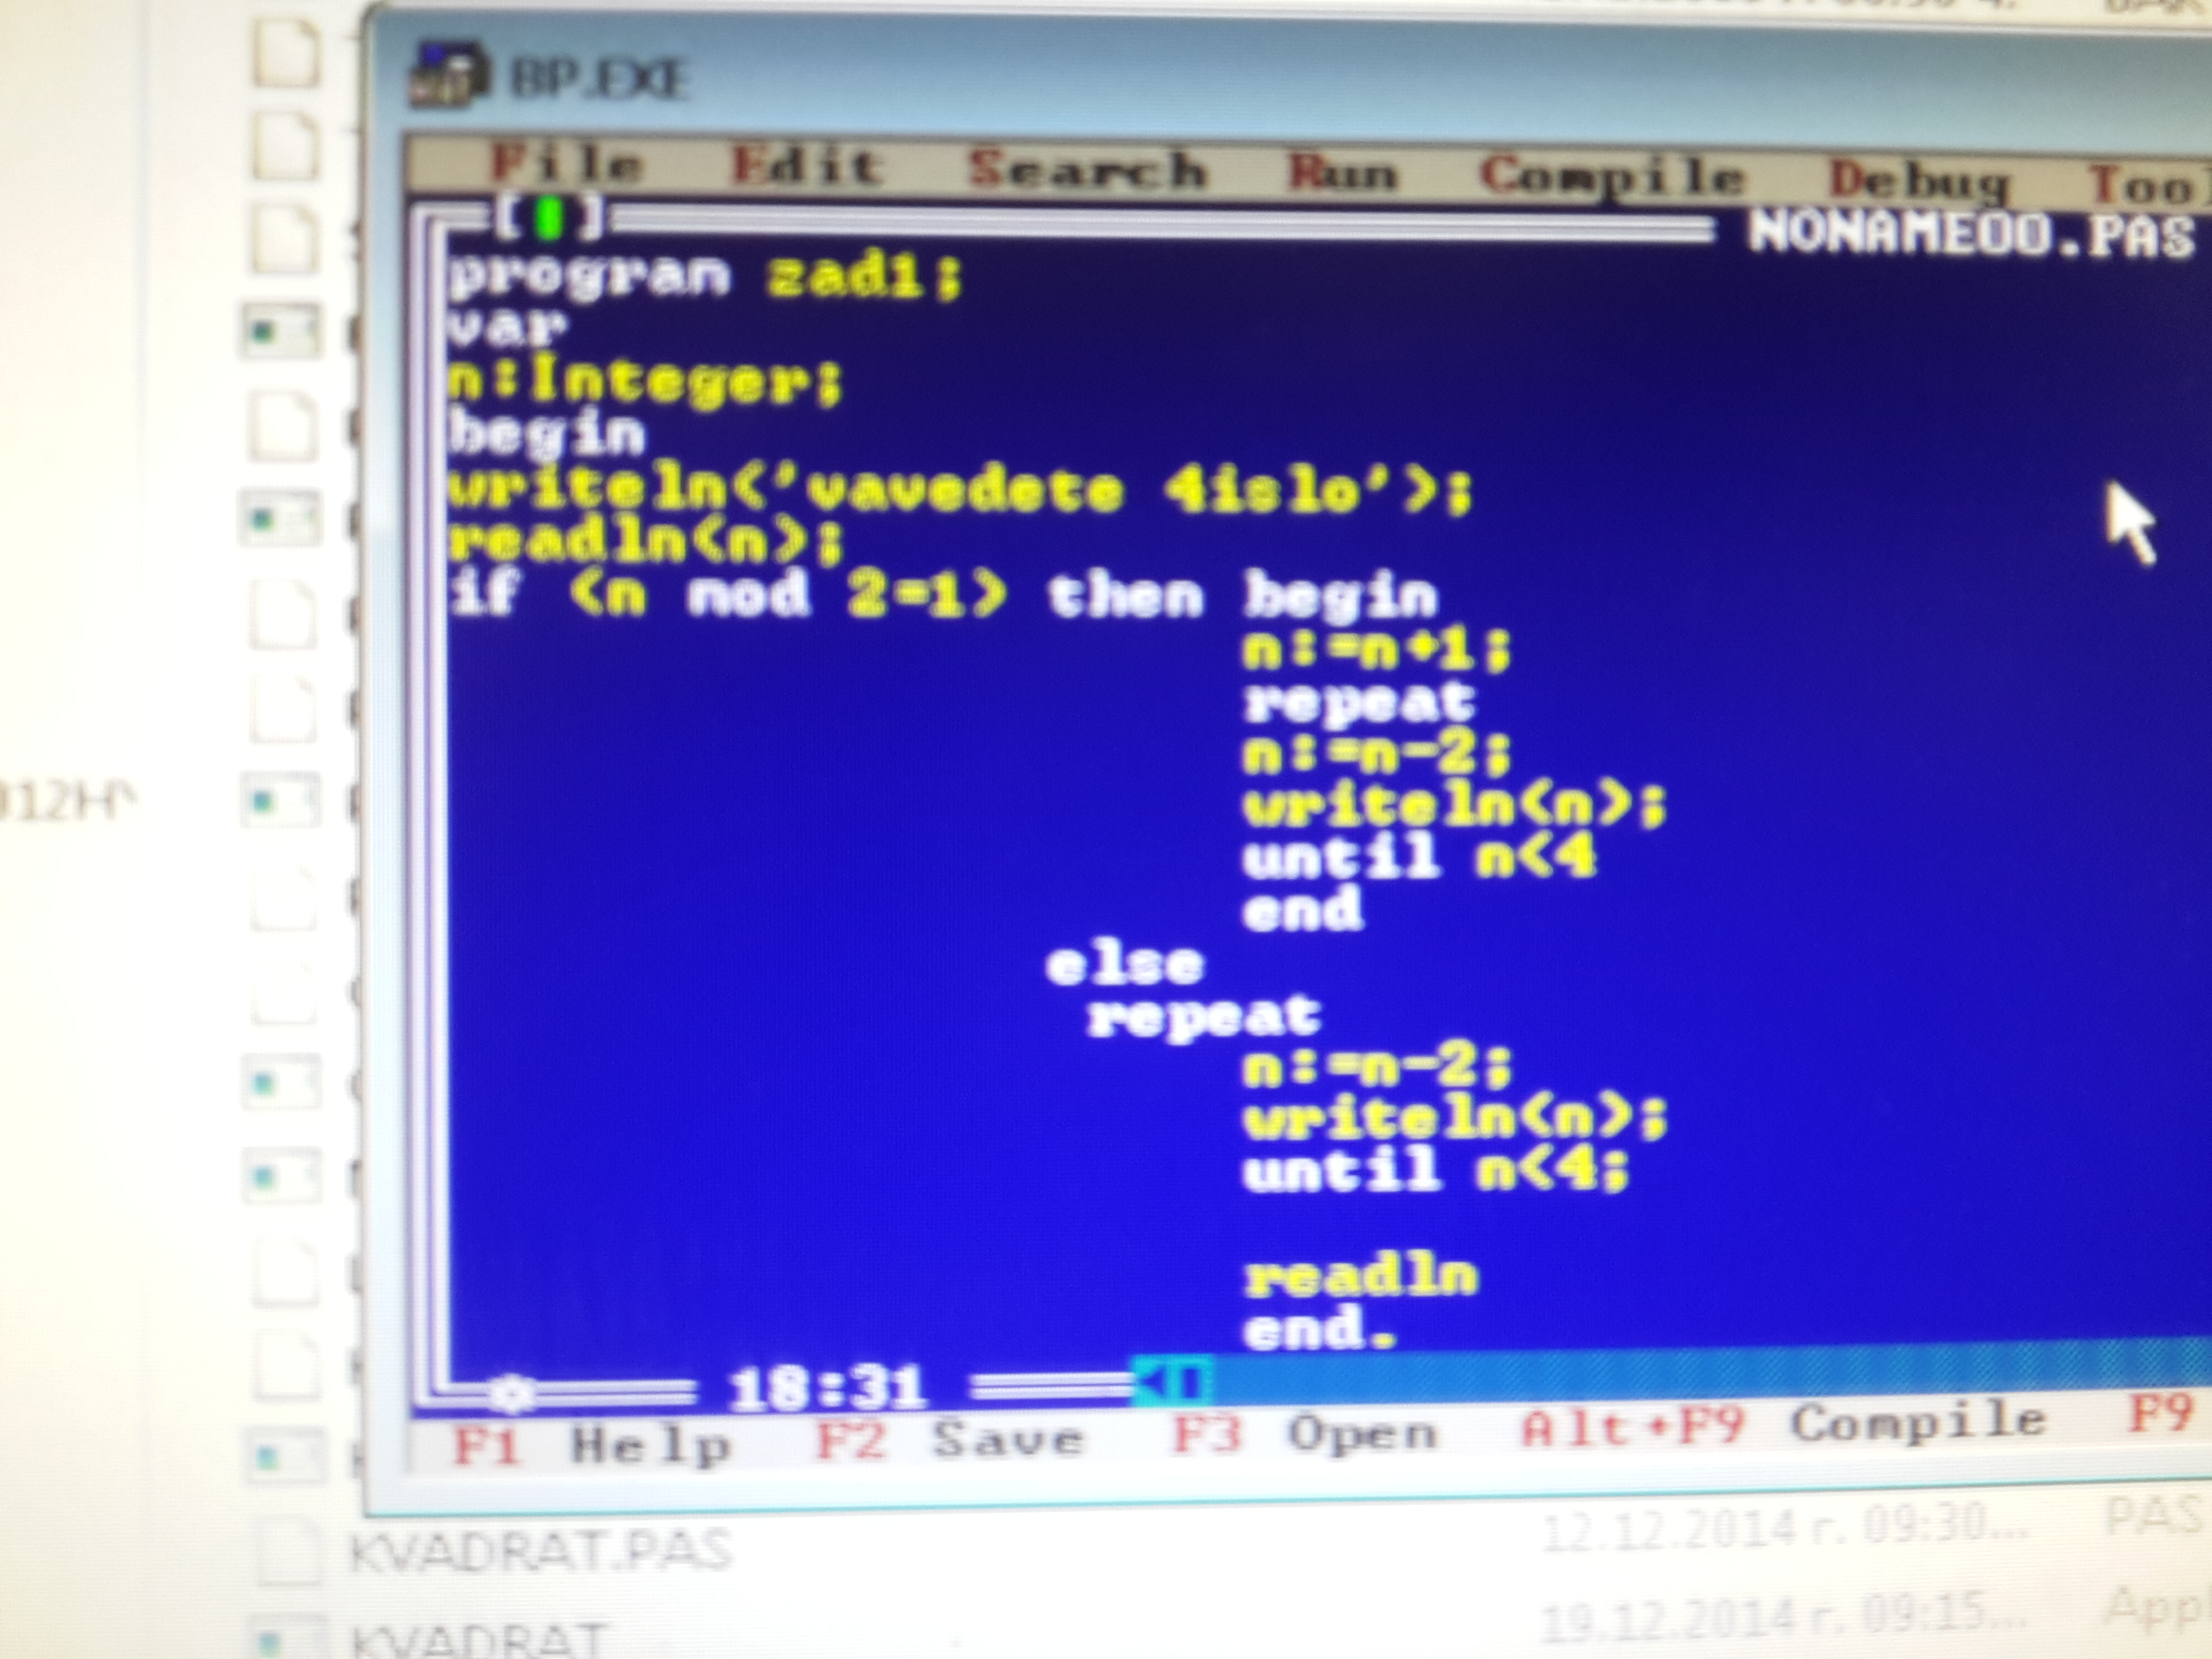 BP.EXE
File Edit Search Run Compile Debug Tool
NONAME00.PAS
program zad1;
var
n:Integer;
begin
writeln('vavedete 4islo');
readln(n);
if (n mod 2=1) then begin
n:=n+1;
repeat
n:=n-2;
writeln(n);
until n<4
end
else
repeat
n:=n-2;
writeln(n);
until n<4;
readln
end.
18:31
F1 Help F2 Save F3 Open Alt+F9 Compile F9
KVADRAT.PAS 12.12.2014 г. 09:30... PAS
KVADRAT 19.12.2014 г. 09:15... Appl